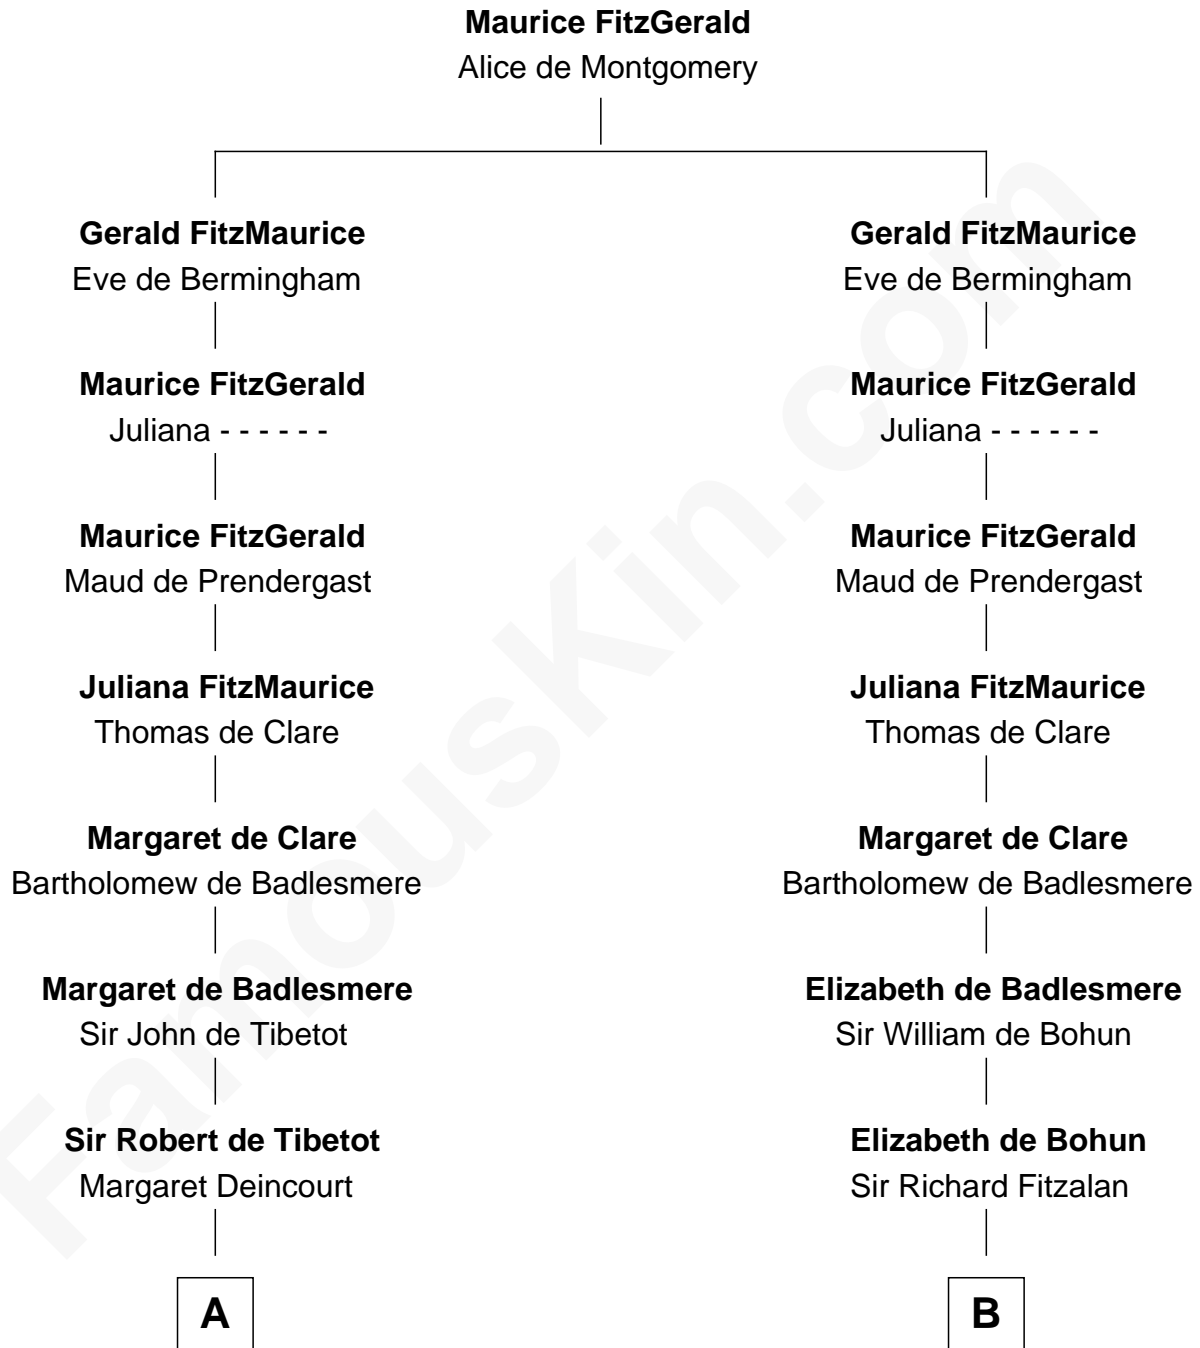 Maurice FitzGerald
Alice de Montgomery
Gerald FitzMaurice
Eve de Bermingham
Maurice FitzGerald
Juliana - - - - - -
Maurice FitzGerald
Maud de Prendergast
Juliana FitzMaurice
Thomas de Clare
Margaret de Clare
Bartholomew de Badlesmere
Margaret de Badlesmere
Sir John de Tibetot
Sir Robert de Tibetot
Margaret Deincourt
A
Gerald FitzMaurice
Eve de Bermingham
Maurice FitzGerald
Juliana - - - - - -
Maurice FitzGerald
Maud de Prendergast
Juliana FitzMaurice
Thomas de Clare
Margaret de Clare
Bartholomew de Badlesmere
Elizabeth de Badlesmere
Sir William de Bohun
Elizabeth de Bohun
Sir Richard Fitzalan
B
FamousKin.com